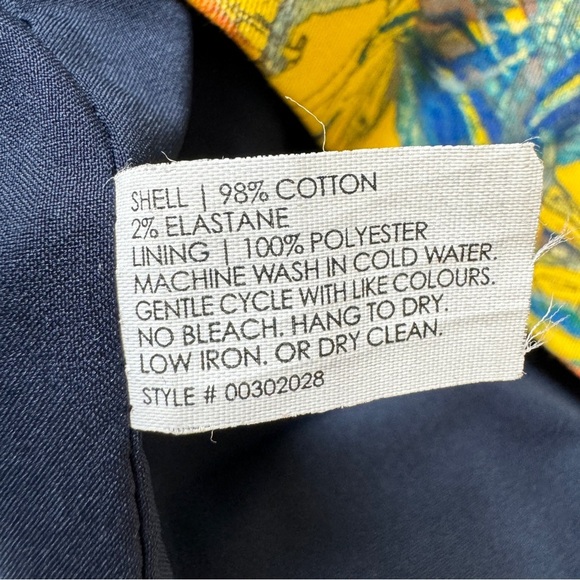 SHELL | 98% COTTON
2% ELASTANE
LINING | 100% POLYESTER
MACHINE WASH IN COLD WATER.
GENTLE CYCLE WITH LIKE COLOURS.
NO BLEACH. HANG TO DRY.
LOW IRON. OR DRY CLEAN.
STYLE # 00302028